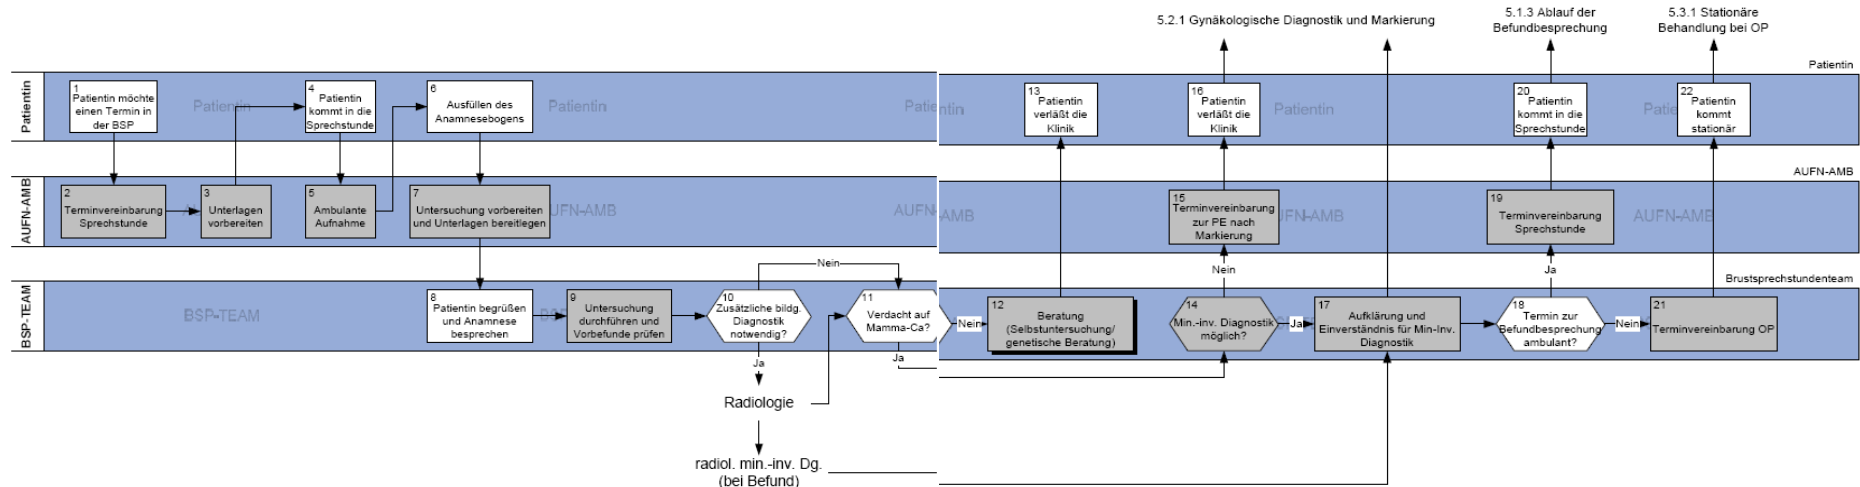 5.2.1 Gynäkologische Diagnostik und Markierung
5.1.3 Ablauf der
Befundbesprechung
5.3.1 Stationäre
Behandlung bei OP
Patientin
Patientin
1
Patientin möchte
einen Termin in
der BSP
Patientin
4
Patientin
kommt in die
Sprechstunde
6
Ausfüllen des
Anamnesebogens
Patientin
Patientin
13
Patientin
verläßt die
Klinik
16
Patientin
verläßt die
Klinik
Patientin
20
Patientin
kommt in die
Sprechstunde
22
Patientin
kommt
stationär
AUFN-AMB
AUFN-AMB
2
Terminvereinbarung
Sprechstunde
3
Unterlagen
vorbereiten
5
Ambulante
Aufnahme
7
Untersuchung vorbereiten
und Unterlagen bereitlegen
AUFN-AMB
15
Terminvereinbarung
zur PE nach
Markierung
19
Terminvereinbarung
Sprechstunde
AUFN-AMB
Nein
Nein
Ja
Brustsprechstundenteam
BSP-TEAM
BSP-TEAM
8
Patientin begrüßen
und Anamnese
besprechen
9
Untersuchung
durchführen und
Vorbefunde prüfen
10
Zusätzliche bildg.
Diagnostik
notwendig?
11
Verdacht auf
Mamma-Ca?
Nein
12
Beratung
(Selbstuntersuchung/
genetische Beratung)
14
Min.-inv. Diagnostik
möglich?
Ja
17
Aufklärung und
Einverständnis für Min-Inv.
Diagnostik
18
Termin zur
Befundbesprechung
ambulant?
Nein
21
Terminvereinbarung OP
Ja
Ja
Radiologie
radiol. min.-inv. Dg.
(bei Befund)